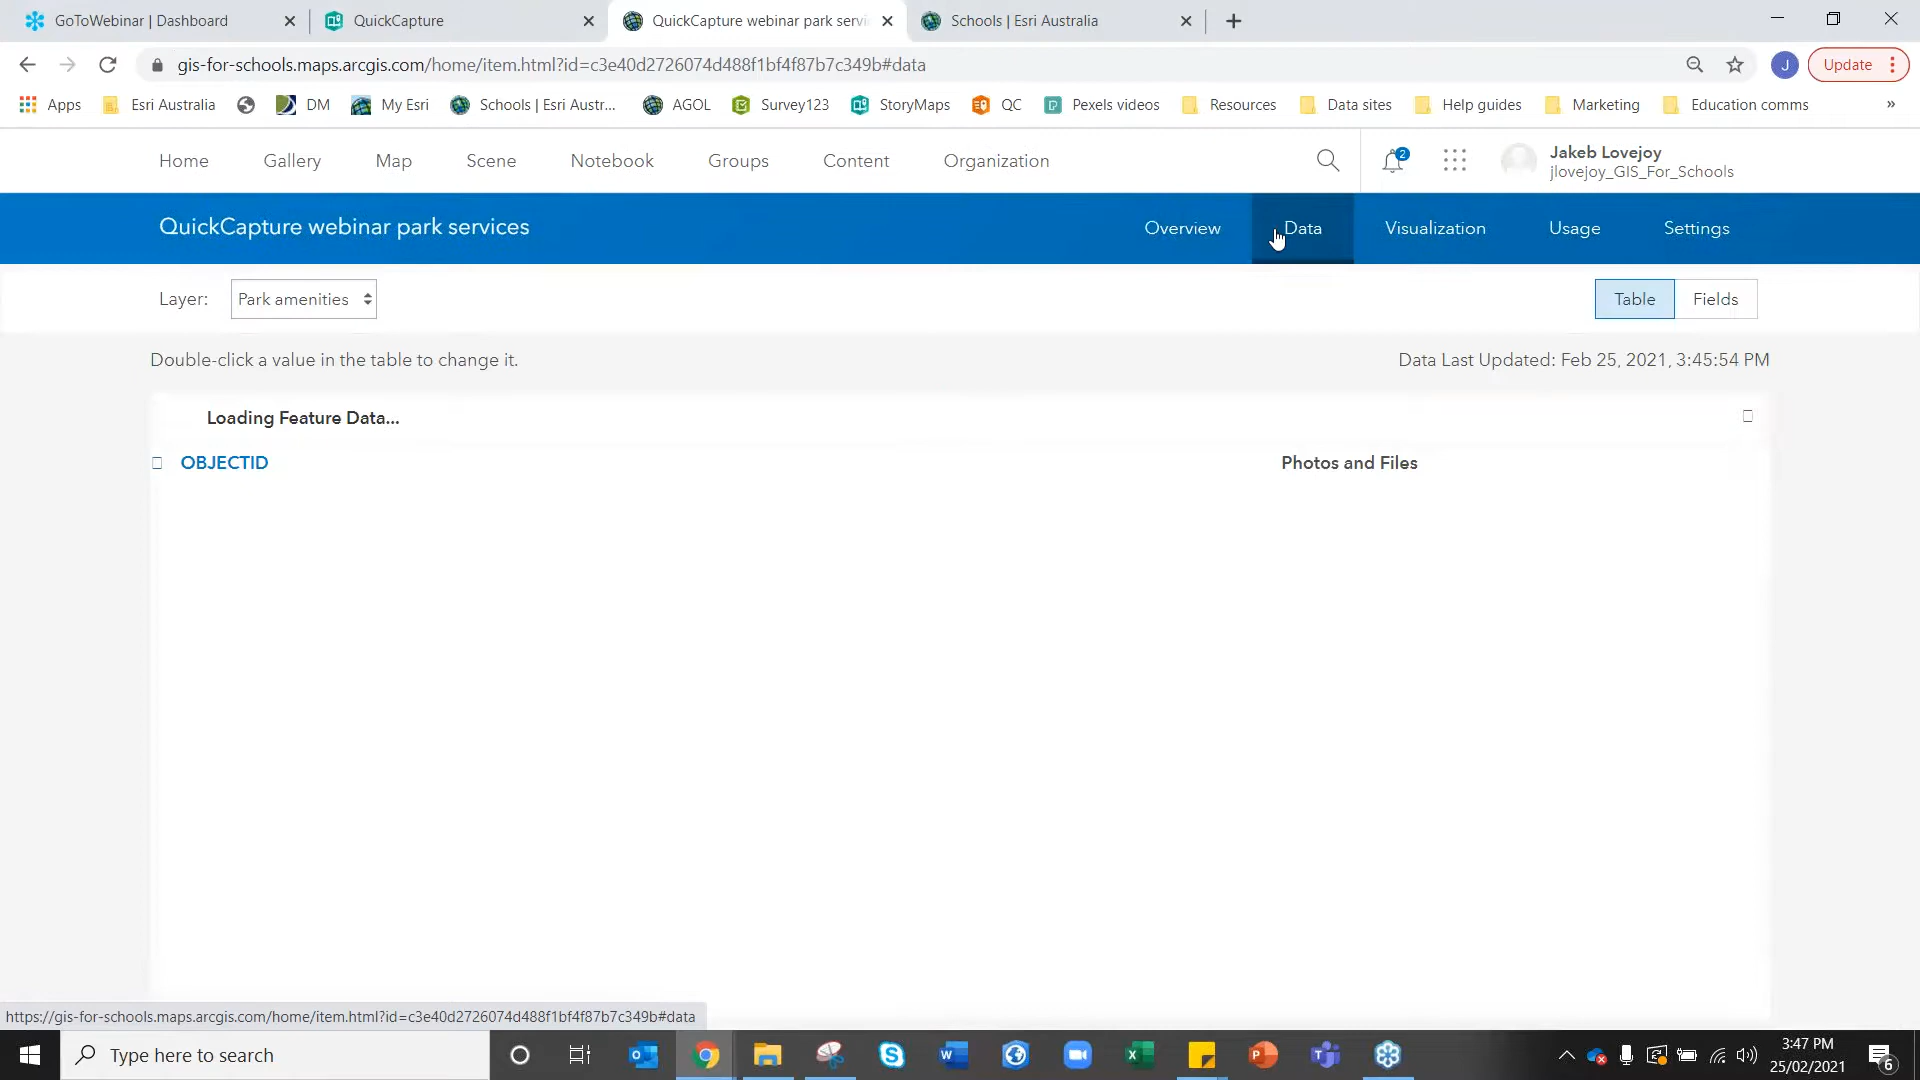 GoToWebinar | Dashboard
QuickCapture
QuickCapture webinar park servi
Schools | Esri Australia
gis-for-schools.maps.arcgis.com/home/item.html?id=c3e40d2726074d488f1bf4f87b7c349b#data
J
Update
Apps Esri Australia DM My Esri Schools | Esri Austr... AGOL Survey123 StoryMaps QC Pexels videos Resources Data sites Help guides Marketing Education comms »
Home Gallery Map Scene Notebook Groups Content Organization
2
Jakeb Lovejoy
jlovejoy_GIS_For_Schools
QuickCapture webinar park services
Overview Data Visualization Usage Settings
Layer: Park amenities
Table Fields
Double-click a value in the table to change it.
Data Last Updated: Feb 25, 2021, 3:45:54 PM
Loading Feature Data...
OBJECTID
Photos and Files
https://gis-for-schools.maps.arcgis.com/home/item.html?id=c3e40d2726074d488f1bf4f87b7c349b#data
Type here to search
3:47 PM
25/02/2021
6